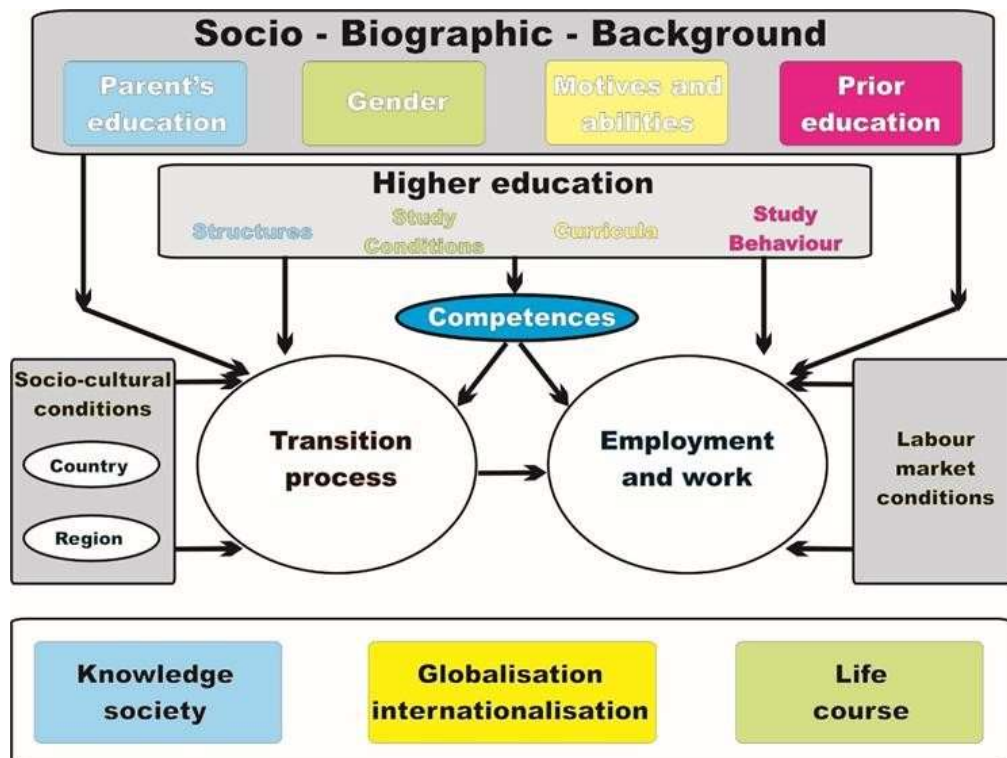 Socio - Biographic - Background
Parent's
education
Gender
Motives and
abilities
Prior
education
Higher education
Structures
Study
Conditions
Curricula
Study
Behaviour
Competences
Socio-cultural
conditions
Country
Region
Transition
process
Employment
and work
Labour
market
conditions
Knowledge
society
Globalisation
internationalisation
Life
course